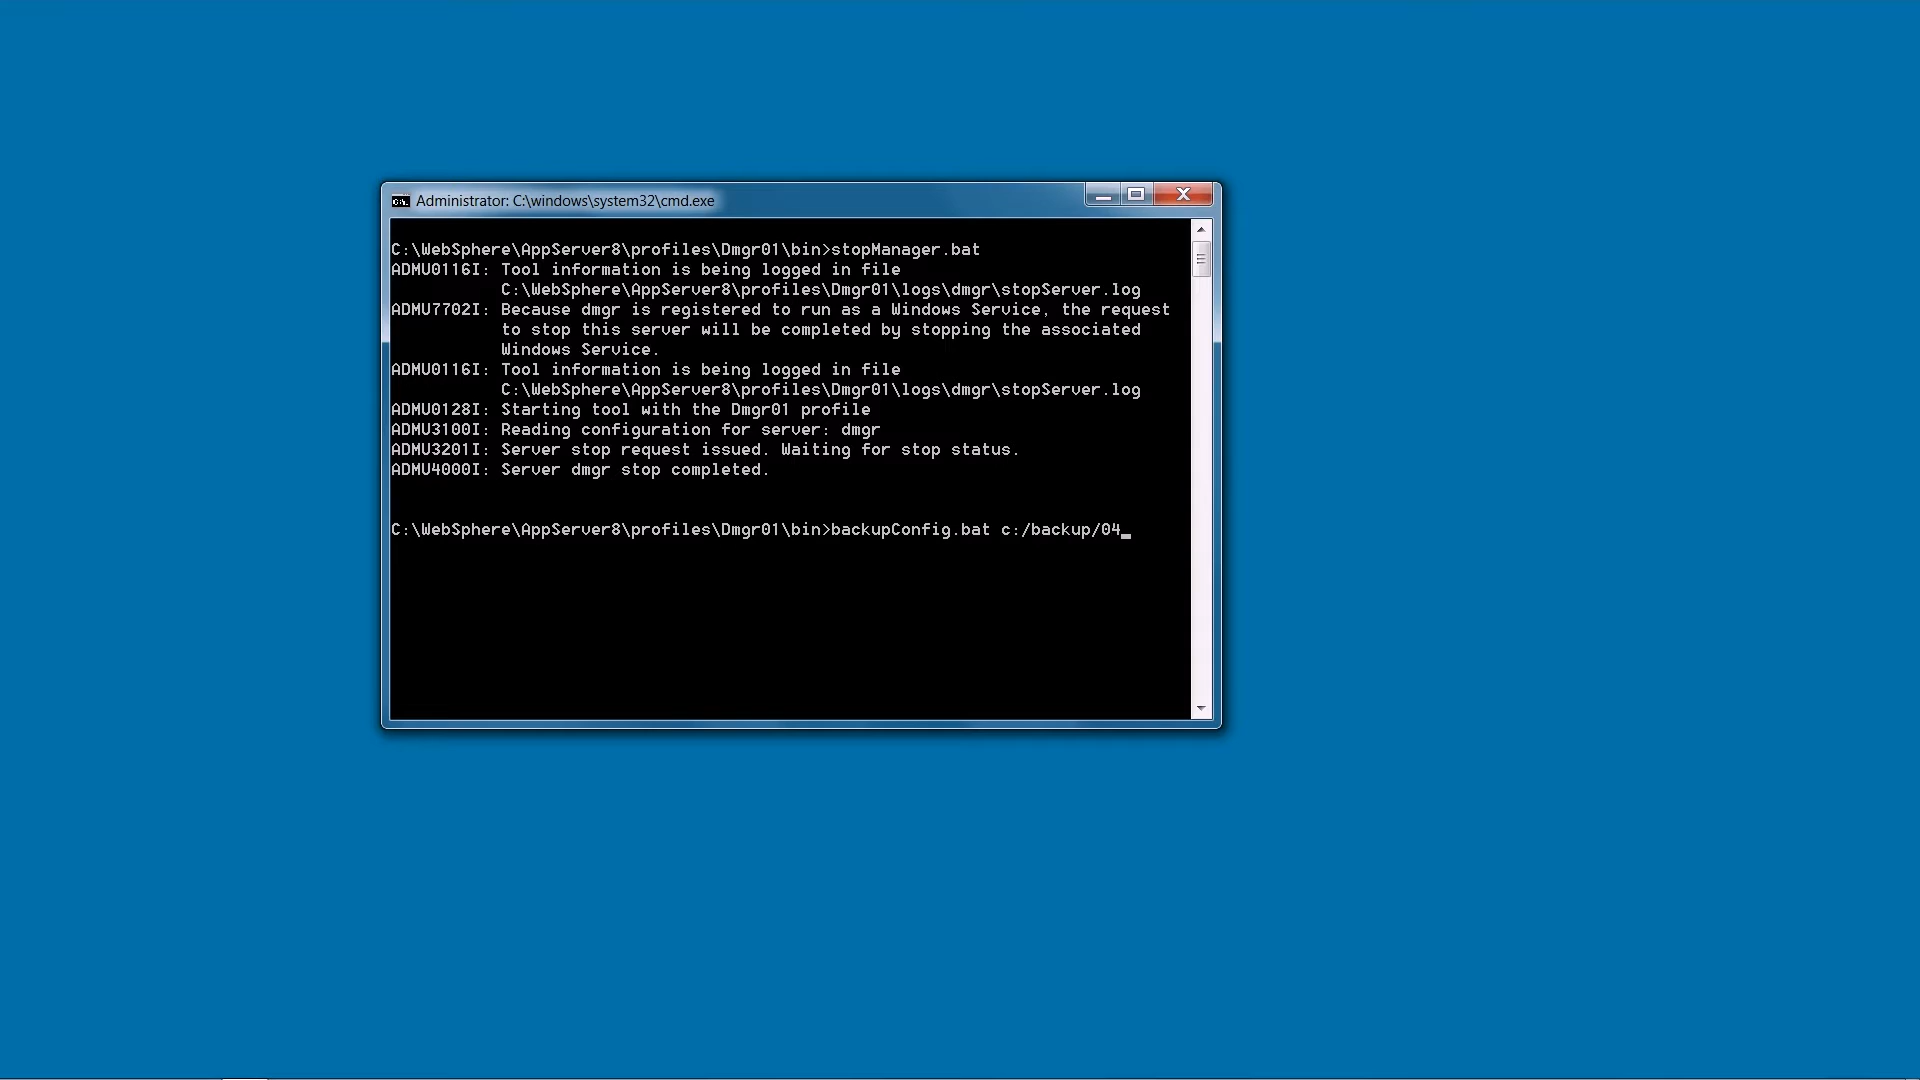 Administrator: C:\windows\system32\cmd.exe
C:\WebSphere\AppServer8\profiles\Dmgr01\bin>stopManager.bat
ADMU0116I: Tool information is being logged in file
C:\WebSphere\AppServer8\profiles\Dmgr01\logs\dmgr\stopServer.log
ADMU7702I: Because dmgr is registered to run as a Windows Service, the request
to stop this server will be completed by stopping the associated
Windows Service.
ADMU0116I: Tool information is being logged in file
C:\WebSphere\AppServer8\profiles\Dmgr01\logs\dmgr\stopServer.log
ADMU0128I: Starting tool with the Dmgr01 profile
ADMU3100I: Reading configuration for server: dmgr
ADMU3201I: Server stop request issued. Waiting for stop status.
ADMU4000I: Server dmgr stop completed.
C:\WebSphere\AppServer8\profiles\Dmgr01\bin>backupConfig.bat c:/backup/04